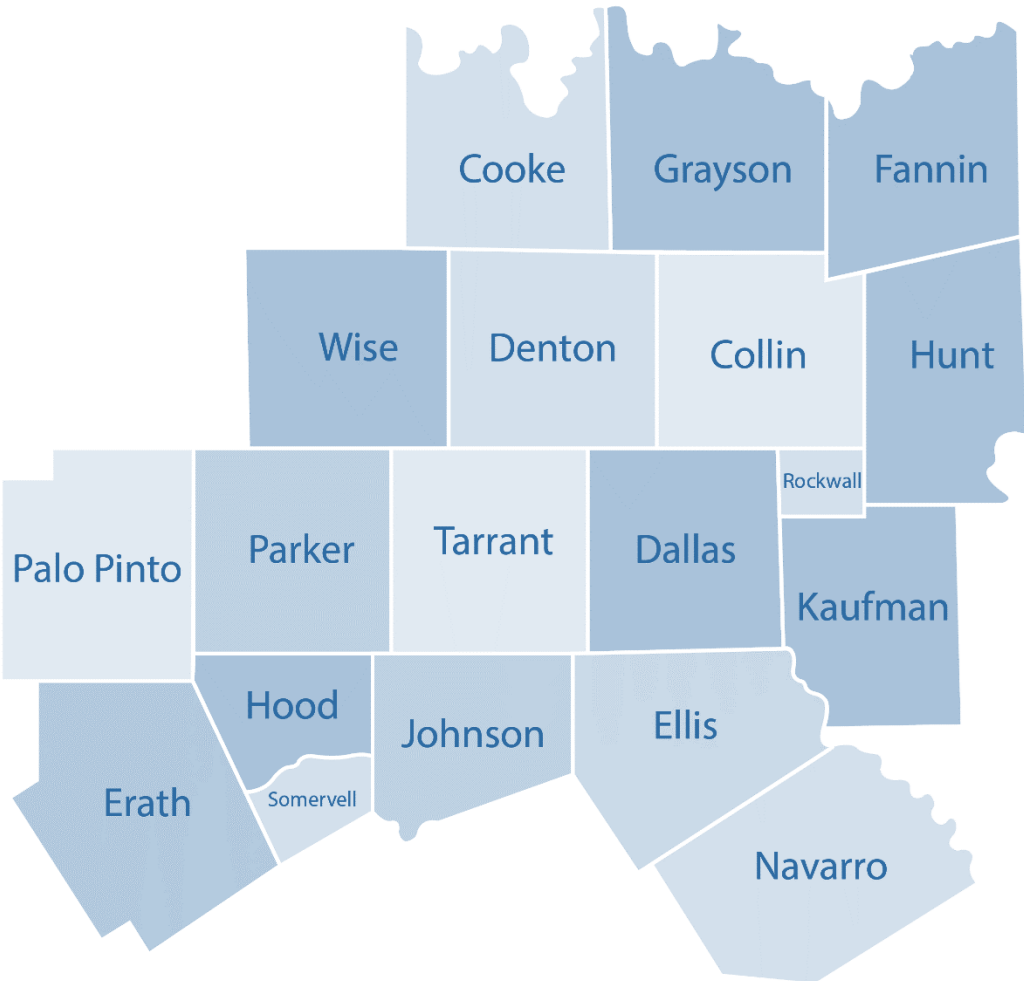 Cooke
Grayson
Fannin
Wise
Denton
Collin
Hunt
Rockwall
Palo Pinto
Parker
Tarrant
Dallas
Kaufman
Hood
Johnson
Ellis
Erath
Somervell
Navarro